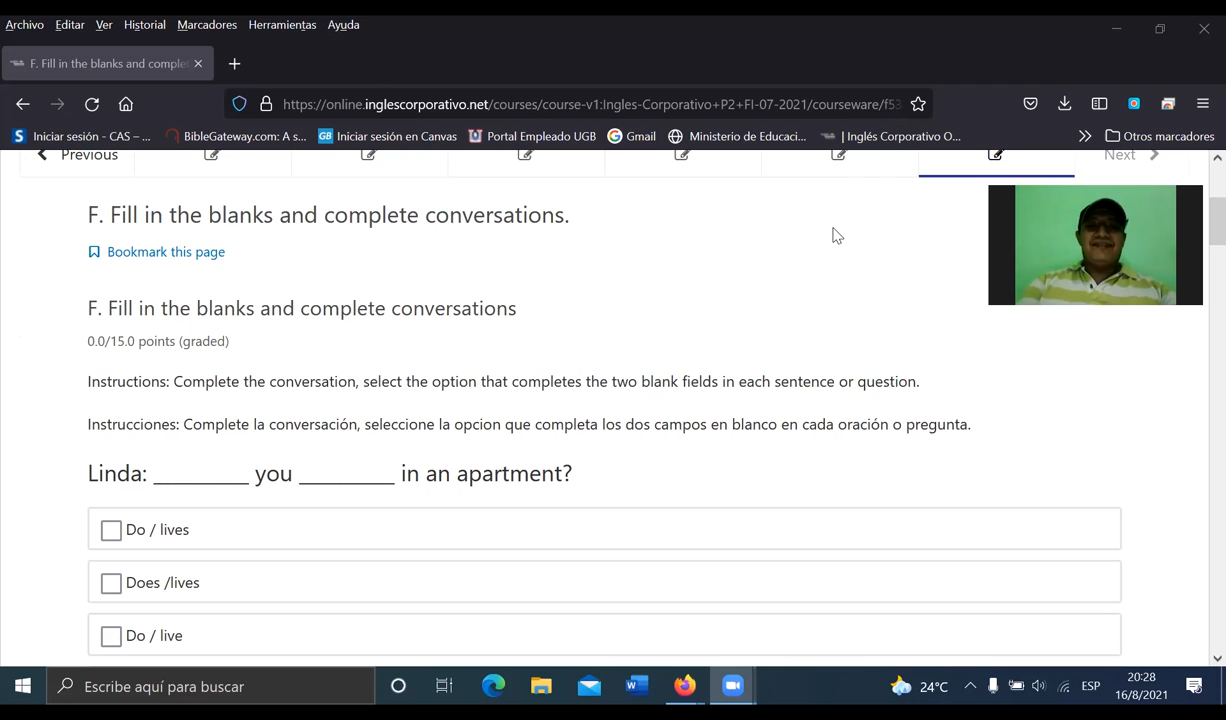 Archivo Editar Ver Historial Marcadores Herramientas Ayuda
F. Fill in the blanks and comple
https://online.inglescorporativo.net/courses/course-v1:Ingles-Corporativo+P2+FI-07-2021/courseware/f53
Iniciar sesión - CAS – ... BibleGateway.com: A s... Iniciar sesión en Canvas Portal Empleado UGB Gmail Ministerio de Educaci... | Inglés Corporativo O... Otros marcadores
Previous Next
F. Fill in the blanks and complete conversations.
Bookmark this page
F. Fill in the blanks and complete conversations
0.0/15.0 points (graded)
Instructions: Complete the conversation, select the option that completes the two blank fields in each sentence or question.
Instrucciones: Complete la conversación, seleccione la opcion que completa los dos campos en blanco en cada oración o pregunta.
Linda: _________ you _________ in an apartment?
Do / lives
Does /lives
Do / live
Escribe aquí para buscar
24°C ESP 20:28
16/8/2021